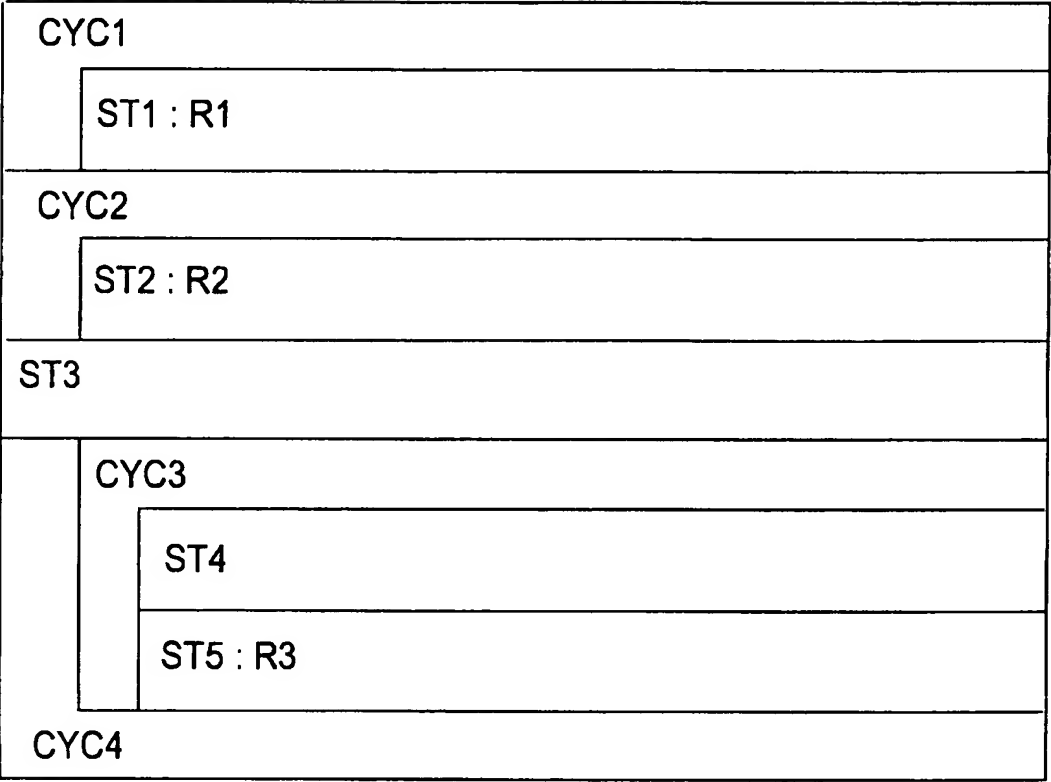 CYC1
ST1 : R1
CYC2
ST2 : R2
ST3
CYC3
ST4
ST5 : R3
CYC4